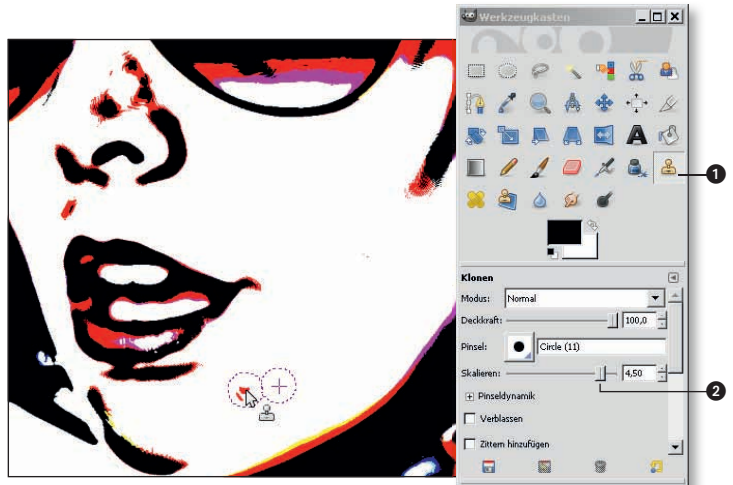 Werkzeugkasten
A
1
Klonen
Modus: Normal
Deckkraft: 100,0
Pinsel: Circle (11)
Skalieren: 4,50
2
Pinseldynamik
Verblassen
Zittern hinzufügen